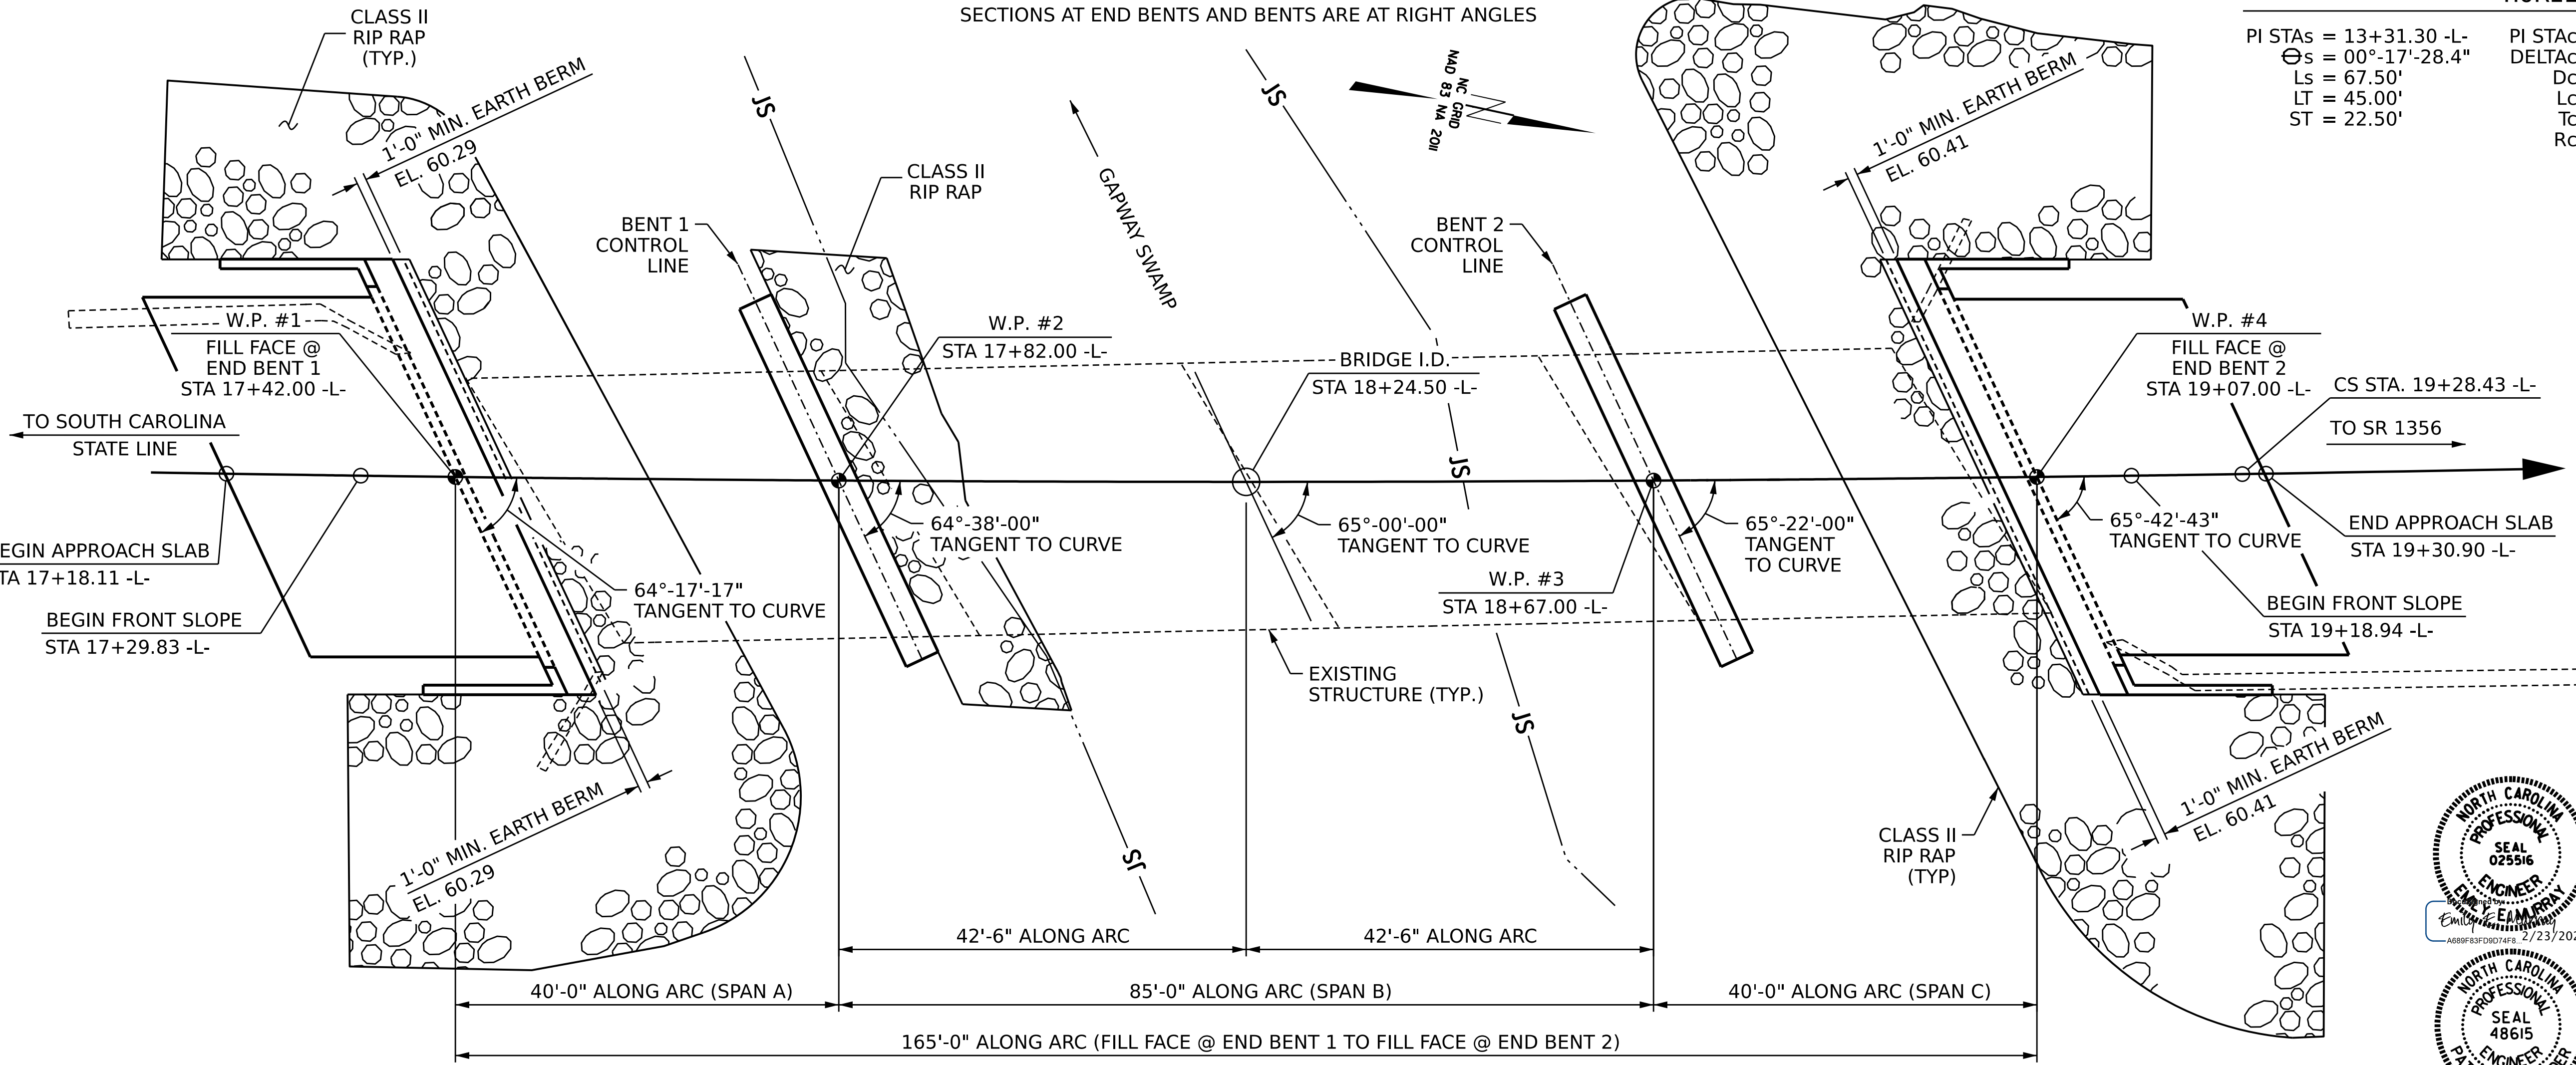 SECTIONS AT END BENTS AND BENTS ARE AT RIGHT ANGLES
PI STAs = 13+31.30 -L-
Θs = 00°-17'-28.4"
Ls = 67.50'
LT = 45.00'
ST = 22.50'
CLASS II
RIP RAP
(TYP.)
1'-0" MIN. EARTH BERM
EL. 60.29
JS
CLASS II
RIP RAP
GAPWAY SWAMP
JS
NC GRID
NAD 83 NA 2011
1'-0" MIN. EARTH BERM
EL. 60.41
BENT 1
CONTROL
LINE
BENT 2
CONTROL
LINE
W.P. #1
FILL FACE @
END BENT 1
STA 17+42.00 -L-
W.P. #2
STA 17+82.00 -L-
BRIDGE I.D.
STA 18+24.50 -L-
W.P. #4
FILL FACE @
END BENT 2
STA 19+07.00 -L-
CS STA. 19+28.43 -L-
TO SOUTH CAROLINA
STATE LINE
TO SR 1356
JS
64°-38'-00"
TANGENT TO CURVE
65°-00'-00"
TANGENT TO CURVE
65°-22'-00"
TANGENT
TO CURVE
65°-42'-43"
TANGENT TO CURVE
END APPROACH SLAB
STA 19+30.90 -L-
EGIN APPROACH SLAB
TA 17+18.11 -L-
64°-17'-17"
TANGENT TO CURVE
W.P. #3
STA 18+67.00 -L-
BEGIN FRONT SLOPE
STA 17+29.83 -L-
BEGIN FRONT SLOPE
STA 19+18.94 -L-
EXISTING
STRUCTURE (TYP.)
JS
JS
1'-0" MIN. EARTH BERM
EL. 60.29
CLASS II
RIP RAP
(TYP)
1'-0" MIN. EARTH BERM
EL. 60.41
NORTH CAROLINA
PROFESSIONAL
SEAL
025516
ENGINEER
EMILY E. MURRAY
A689F83FD9D74F8...
42'-6" ALONG ARC
42'-6" ALONG ARC
40'-0" ALONG ARC (SPAN A)
85'-0" ALONG ARC (SPAN B)
40'-0" ALONG ARC (SPAN C)
165'-0" ALONG ARC (FILL FACE @ END BENT 1 TO FILL FACE @ END BENT 2)
NORTH CAROLINA
PROFESSIONAL
SEAL
48615
ENGINEER